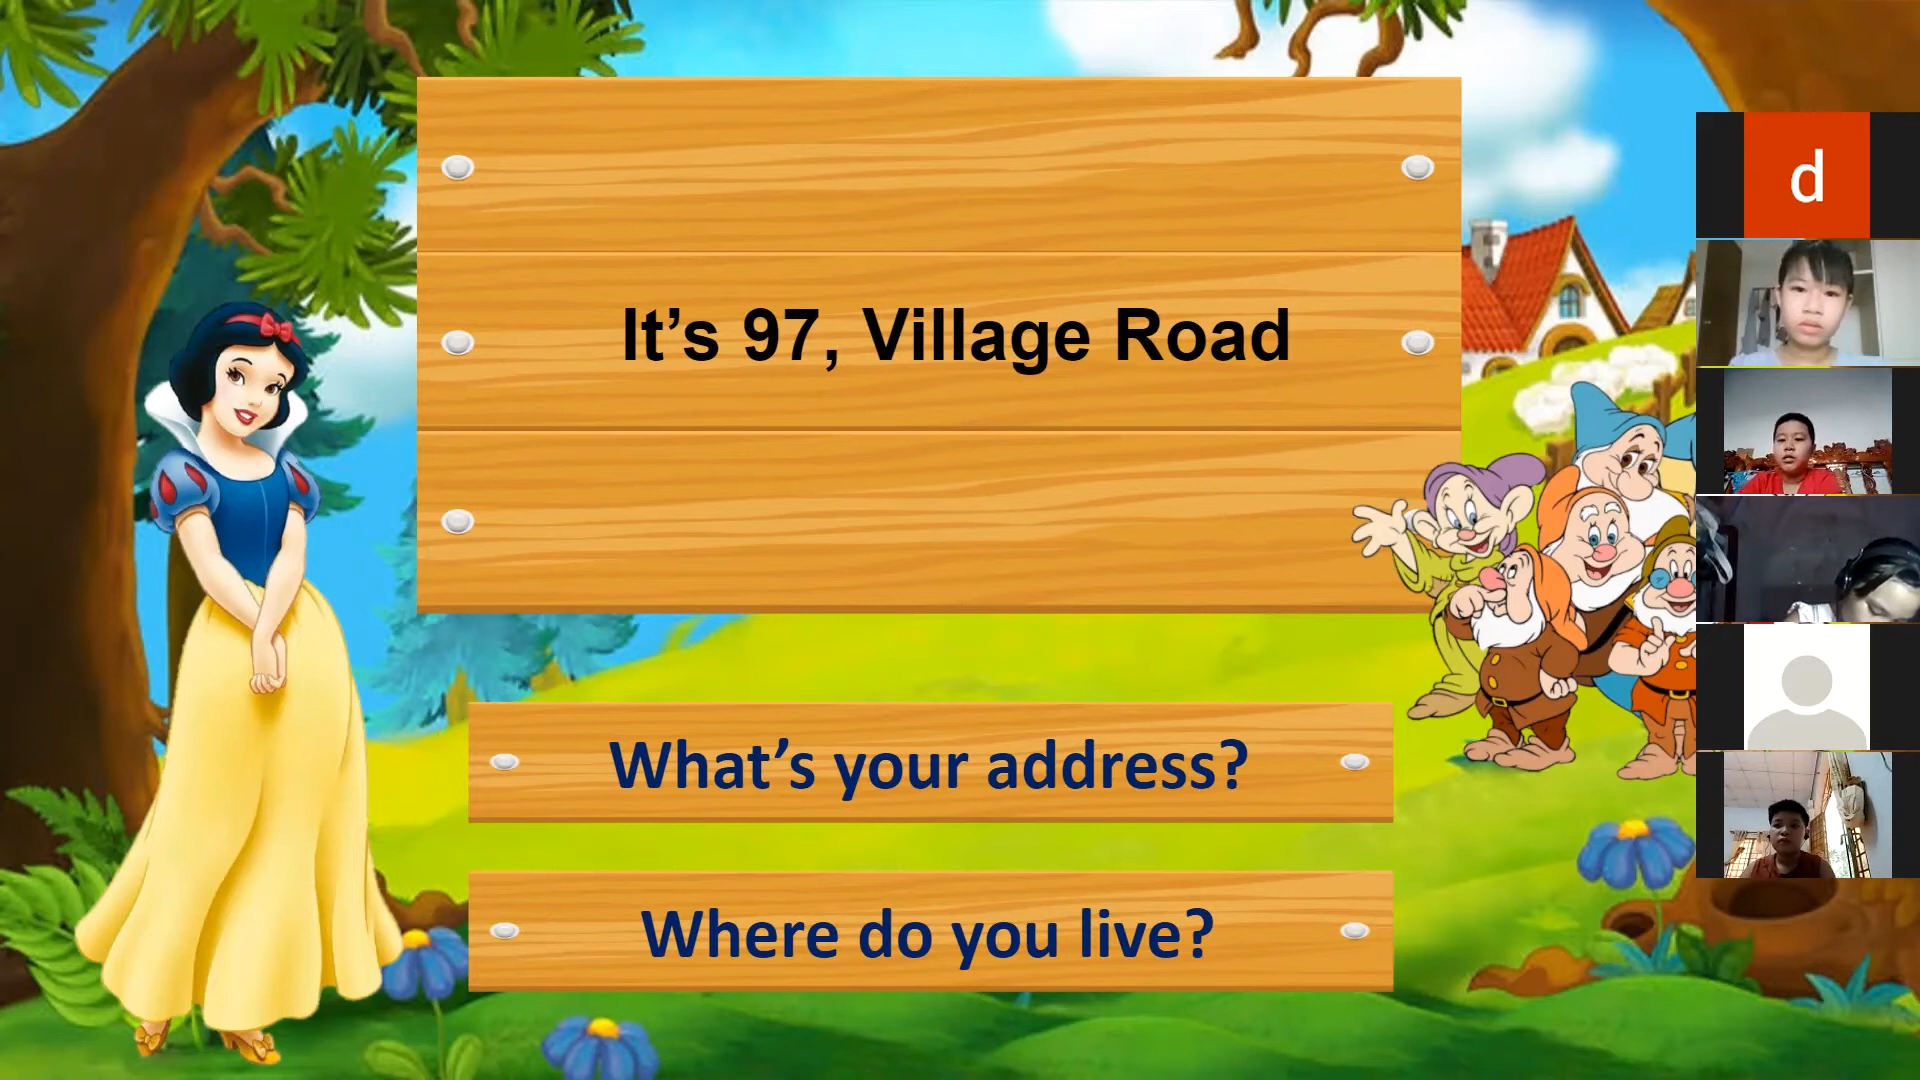 It’s 97, Village Road
What’s your address?
Where do you live?
d